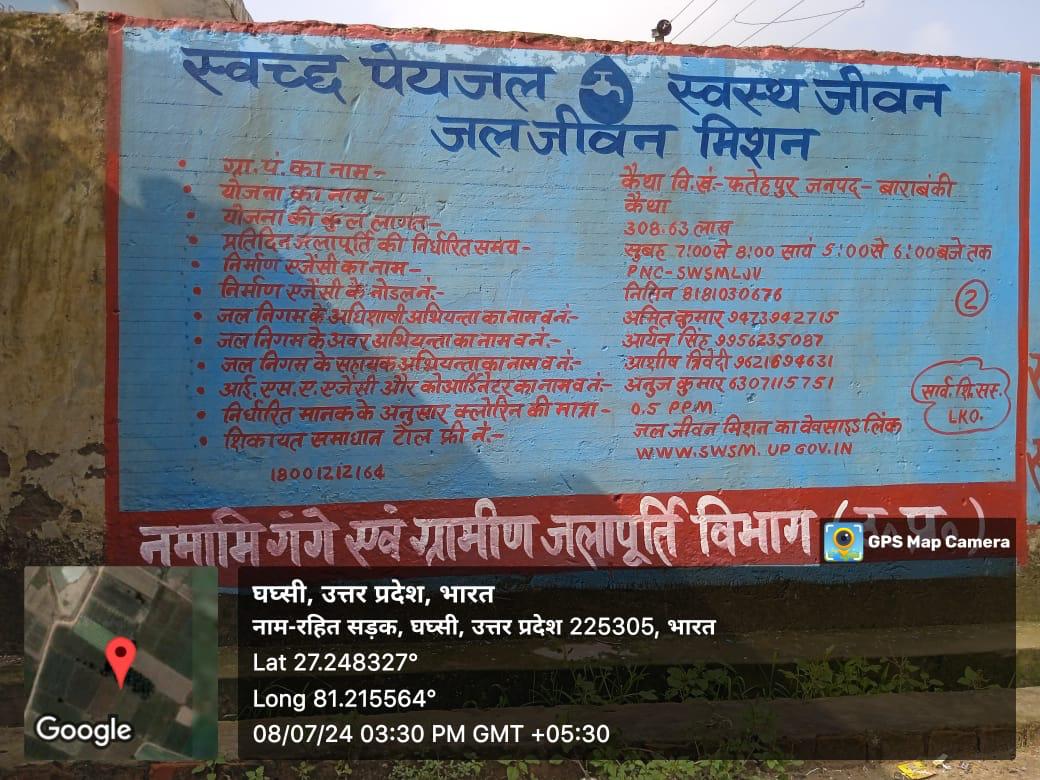 स्वच्छ पेयजल स्वस्थ जीवन
जल जीवन मिशन
• ग्रा.पं. का नाम- कैथा वि.खं:- फतेहपुर जनपद- बाराबंकी
• योजना का नाम- कैथा
• योजना की कुल लागत- 308.63 लाख
• प्रतिदिन जलापूर्ति की निर्धारित समय- सुबह 7:00 से 8:00 सायं 5:00 से 6:00 बजे तक
• निर्माण एजेंसी का नाम- PNC-SWSMLJV
• निर्माण एजेंसी के नोडल नं:- नितिन 8181030676
• जल निगम के अधिशाषी अभियन्ता का नाम व नं:- अमित कुमार 9473942715
• जल निगम के अवर अभियन्ता का नाम व नं:- आर्यन सिंह 9956235087
• जल निगम के सहायक अभियन्ता का नाम व नं:- आशीष त्रिवेदी 9621694631
• आई. एस. ए. एजेंसी और कोआर्डिनेटर का नाम व नं:- अनुज कुमार 6307115751
• निर्धारित मानक के अनुसार क्लोरिन की मात्रा- 0.5 PPM
• शिकायत समाधान टोल फ्री नं:- जल जीवन मिशन का वेबसाइड लिंक
18001212164 WWW.SWSM.UP GOV.IN
2
सार्व. शि. सर.
LKO.
नमामि गंगे एवं ग्रामीण जलापूर्ति विभाग (उ.प्र.)
GPS Map Camera
घघ्सी, उत्तर प्रदेश, भारत
नाम-रहित सड़क, घघ्सी, उत्तर प्रदेश 225305, भारत
Lat 27.248327°
Long 81.215564°
08/07/24 03:30 PM GMT +05:30
Google